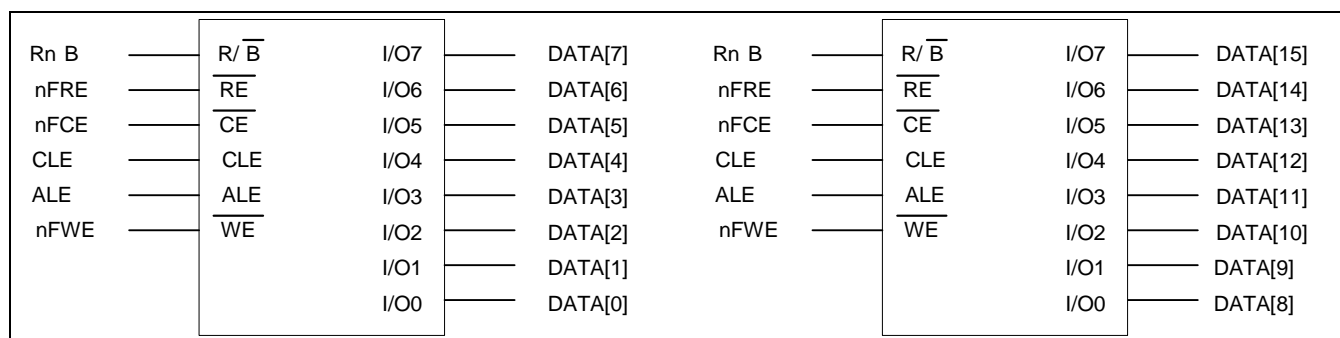 Rn B R/ B I/O7 DATA[7] Rn B R/ B I/O7 DATA[15]
nFRE RE I/O6 DATA[6] nFRE RE I/O6 DATA[14]
nFCE CE I/O5 DATA[5] nFCE CE I/O5 DATA[13]
CLE CLE I/O4 DATA[4] CLE CLE I/O4 DATA[12]
ALE ALE I/O3 DATA[3] ALE ALE I/O3 DATA[11]
nFWE WE I/O2 DATA[2] nFWE WE I/O2 DATA[10]
I/O1 DATA[1] I/O1 DATA[9]
I/O0 DATA[0] I/O0 DATA[8]